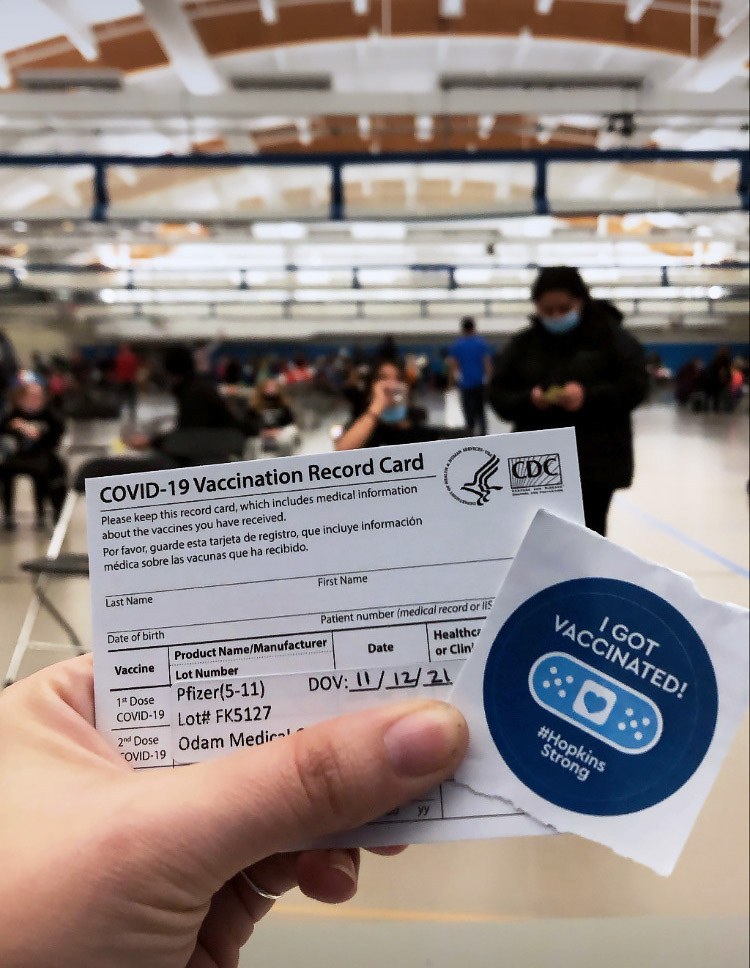 COVID-19 Vaccination Record Card
CDC
Please keep this record card, which includes medical information
about the vaccines you have received.
Por favor, guarde esta tarjeta de registro, que incluye información
médica sobre las vacunas que ha recibido.
Last Name First Name
Date of birth Patient number (medical record or IIS
Vaccine Product Name/Manufacturer Date
Lot Number
1st Dose
COVID-19
Pfizer(5-11) DOV: 11/12/21
Lot# FK5127
2nd Dose
COVID-19
Odam Medical
yy
I GOT
VACCINATED!
#Hopkins
Strong